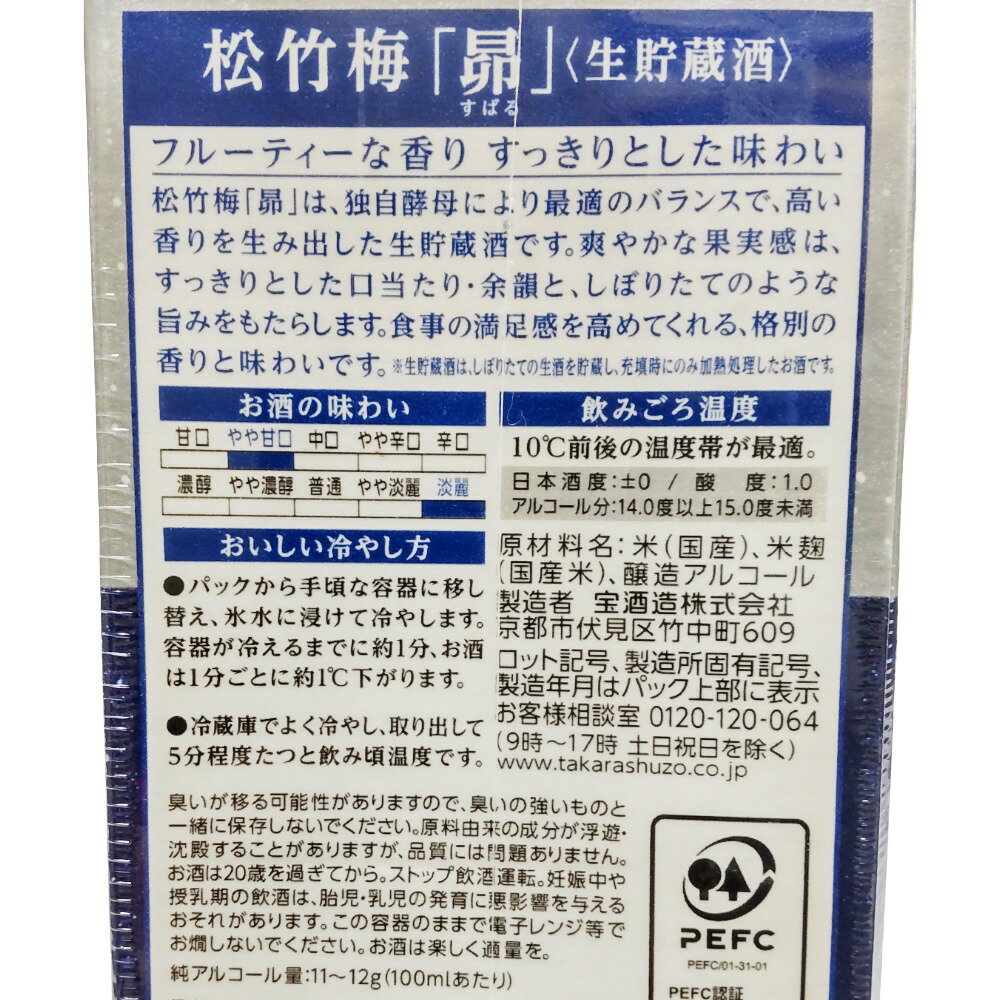 松竹梅「昴」〈生貯蔵酒〉
すばる
フルーティーな香り すっきりとした味わい
松竹梅「昴」は、独自酵母により最適のバランスで、高い
香りを生み出した生貯蔵酒です。爽やかな果実感は、
すっきりとした口当たり・余韻と、しぼりたてのような
旨みをもたらします。食事の満足感を高めてくれる、格別の
香りと味わいです。※生貯蔵酒は、しぼりたての生酒を貯蔵し、充填時にのみ加熱処理したお酒です。
お酒の味わい
甘口 やや甘口 中口 やや辛口 辛口
濃醇 やや濃醇 普通 やや淡麗 淡麗
おいしい冷やし方
●パックから手頃な容器に移し
替え、氷水に浸けて冷やします。
容器が冷えるまでに約1分、お酒
は1分ごとに約1℃下がります。
●冷蔵庫でよく冷やし、取り出して
5分程度たつと飲み頃温度です。
飲みごろ温度
10℃前後の温度帯が最適。
日本酒度:±0 / 酸 度:1.0
アルコール分:14.0度以上15.0度未満
原材料名:米(国産)、米麹
(国産米)、醸造アルコール
製造者 宝酒造株式会社
京都市伏見区竹中町609
ロット記号、製造所固有記号、
製造年月はパック上部に表示
お客様相談室 0120-120-064
(9時〜17時 土日祝日を除く)
www.takarashuzo.co.jp
臭いが移る可能性がありますので、臭いの強いものと
一緒に保存しないでください。原料由来の成分が浮遊・
沈殿することがありますが、品質には問題ありません。
お酒は20歳を過ぎてから。ストップ飲酒運転。妊娠中や
授乳期の飲酒は、胎児・乳児の発育に悪影響を与える
おそれがあります。この容器のままで電子レンジ等で
お燗しないでください。お酒は楽しく適量を。
純アルコール量:11〜12g(100mlあたり)
PEFC
PEFC/01-31-01
PEFC認証